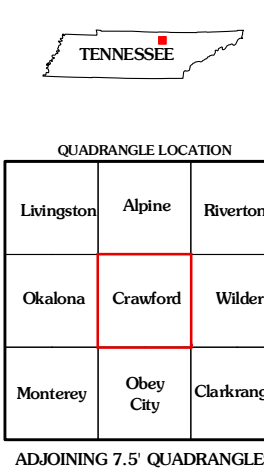 TENNESSEE
QUADRANGLE LOCATION
Livingston Alpine Riverton
Okalona Crawford Wilder
Monterey Obey City Clarkrang
ADJOINING 7.5' QUADRANGLE